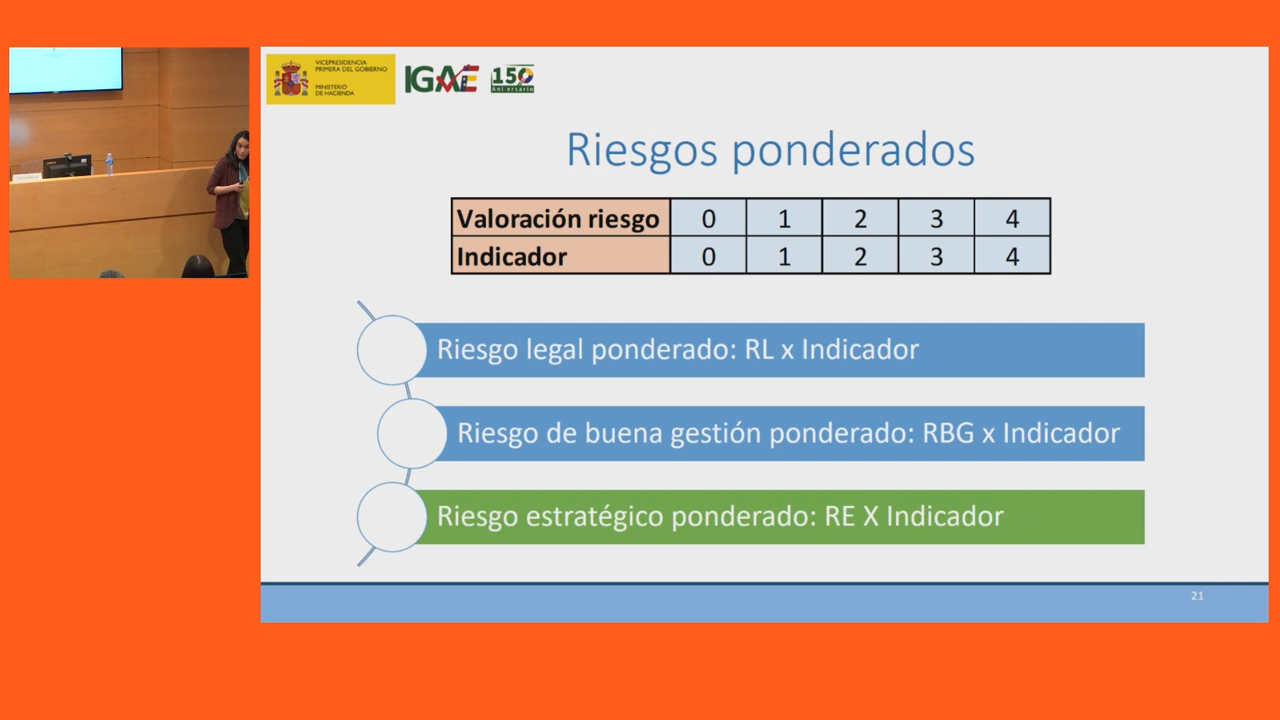 VICEPRESIDENCIA
PRIMERA DEL GOBIERNO
MINISTERIO
DE HACIENDA
IGAE
150
Aniversario
Riesgos ponderados
Valoración riesgo 0 1 2 3 4
Indicador 0 1 2 3 4
Riesgo legal ponderado: RL x Indicador
Riesgo de buena gestión ponderado: RBG x Indicador
Riesgo estratégico ponderado: RE X Indicador
21